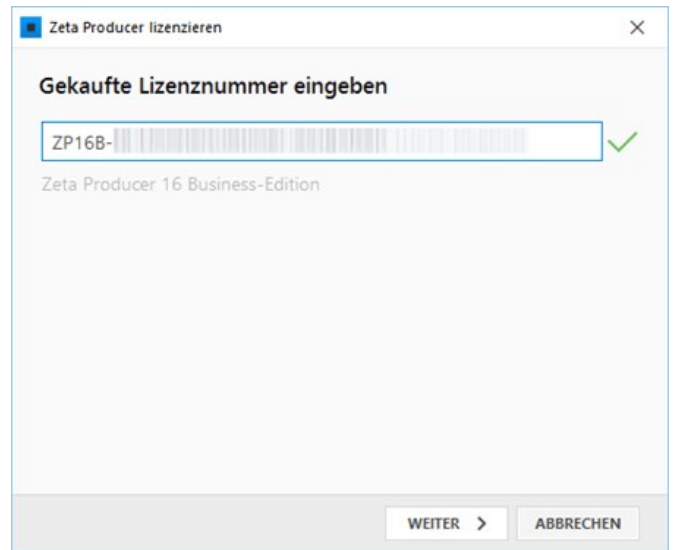 Zeta Producer lizenzieren
Gekaufte Lizenznummer eingeben
ZP16B-
Zeta Producer 16 Business-Edition
WEITER
ABBRECHEN